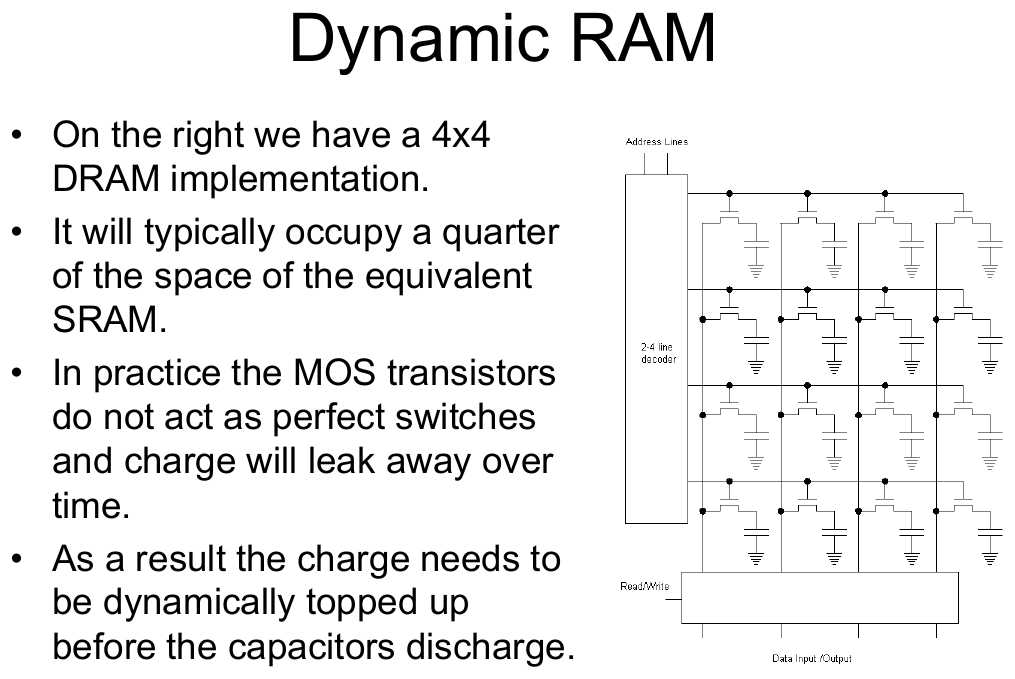 Dynamic RAM
• On the right we have a 4x4
DRAM implementation.
• It will typically occupy a quarter
of the space of the equivalent
SRAM.
• In practice the MOS transistors
do not act as perfect switches
and charge will leak away over
time.
• As a result the charge needs to
be dynamically topped up
before the capacitors discharge.
Address Lines
2-4 line
decoder
Read/Write
Data Input /Output